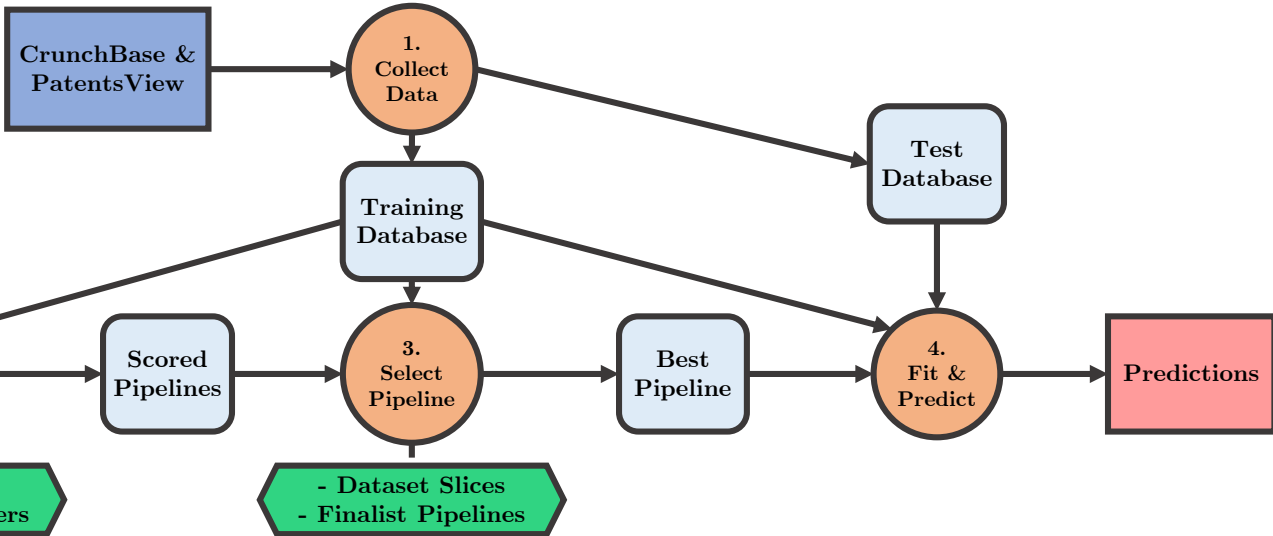 CrunchBase &
PatentsView
1.
Collect
Data
Test
Database
Training
Database
Scored
Pipelines
3.
Select
Pipeline
Best
Pipeline
4.
Fit &
Predict
Predictions
ers
- Dataset Slices
- Finalist Pipelines